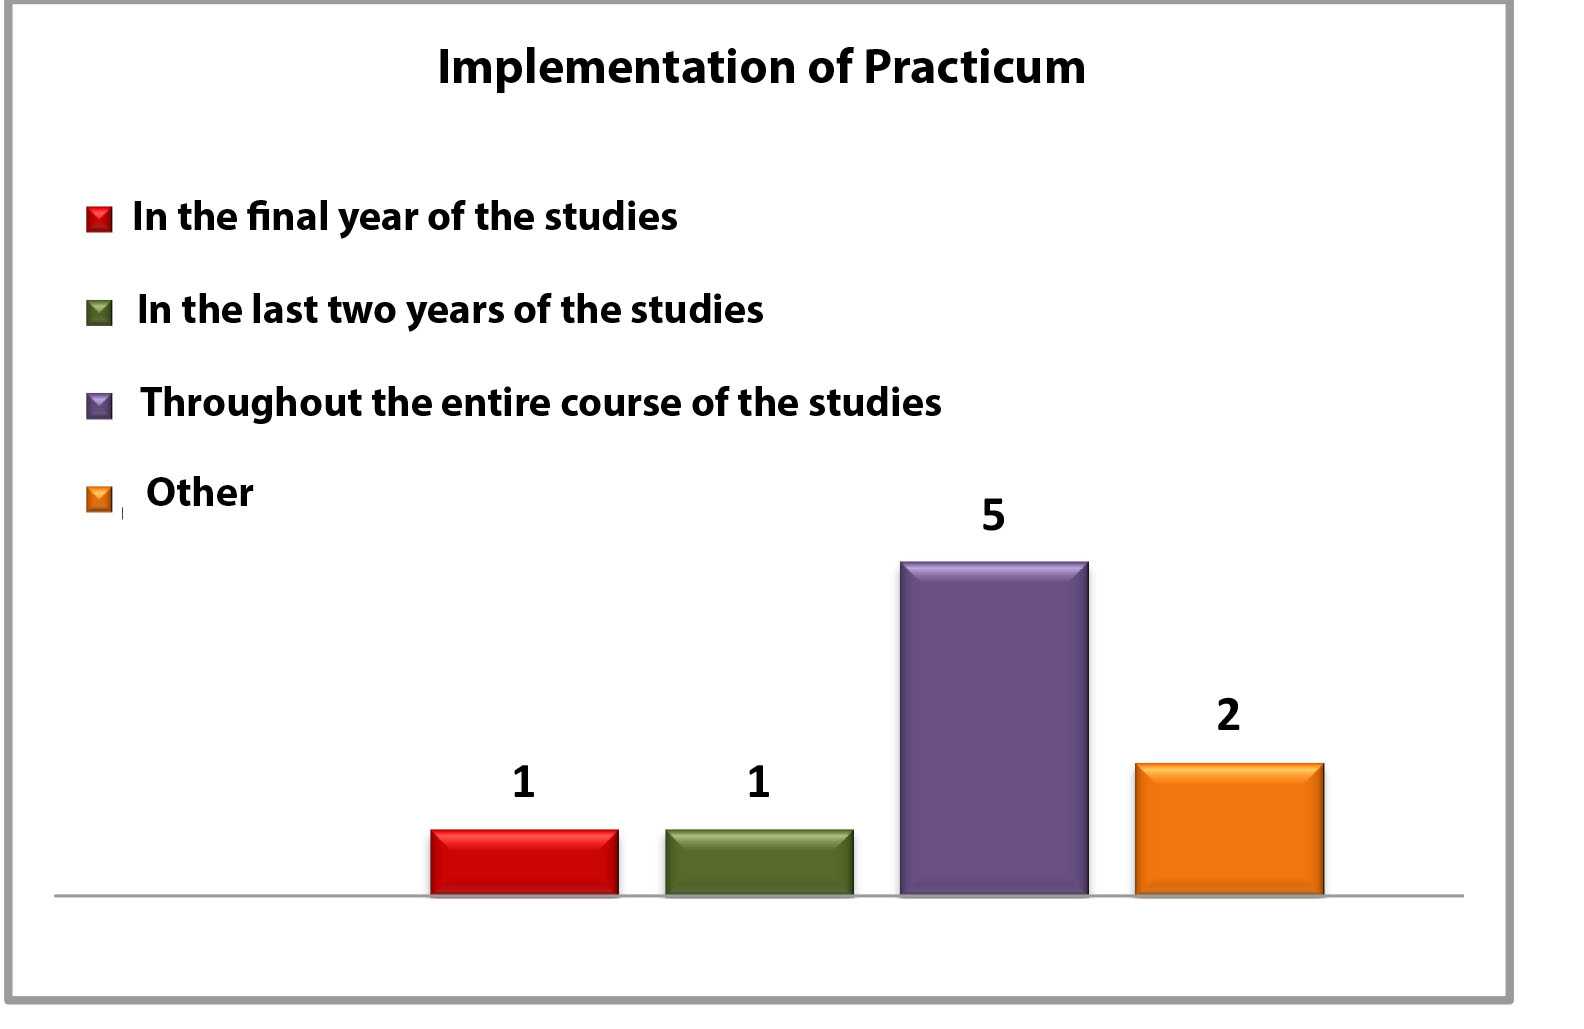 Implementation of Practicum
In the final year of the studies
In the last two years of the studies
Throughout the entire course of the studies
Other
5
2
1
1